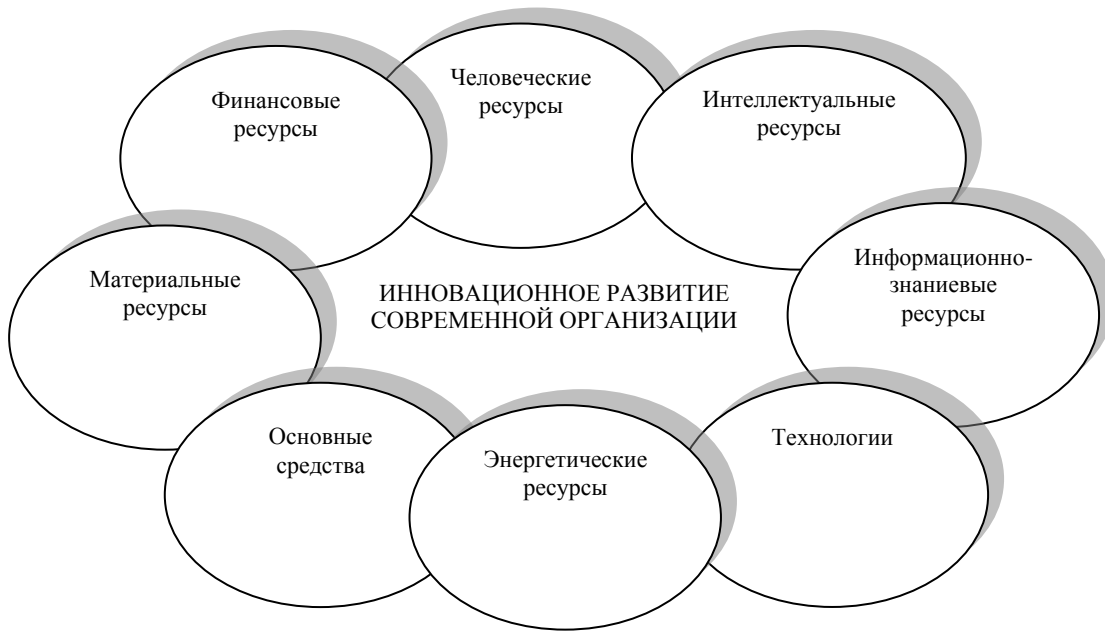 Человеческие
ресурсы
Финансовые
ресурсы
Интеллектуальные
ресурсы
Материальные
ресурсы
ИННОВАЦИОННОЕ РАЗВИТИЕ
СОВРЕМЕННОЙ ОРГАНИЗАЦИИ
Информационно-
знаниевые
ресурсы
Основные
средства
Энергетические
ресурсы
Технологии